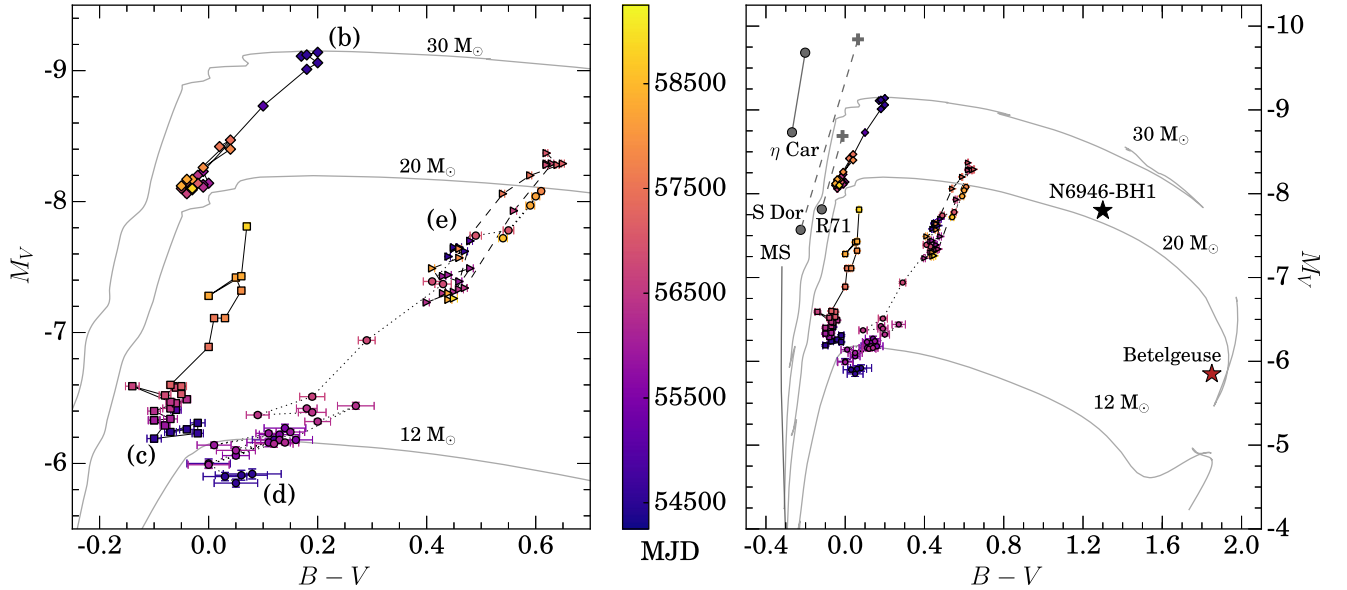 -9
-8
-7
-6
M_V
-0.2
0.0
0.2
0.4
0.6
B − V
(b)
30 M⊙
20 M⊙
(e)
12 M⊙
(c)
(d)
58500
57500
56500
55500
54500
MJD
-10
-9
-8
-7
-6
-5
-4
M_V
-0.4
0.0
0.4
0.8
1.2
1.6
2.0
B − V
η Car
30 M⊙
N6946-BH1
S Dor
R71
20 M⊙
MS
Betelgeuse
12 M⊙